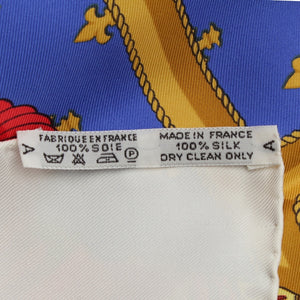 A
FABRIQUE EN FRANCE
100% SOIE
P
MADE IN FRANCE
100% SILK
DRY CLEAN ONLY
A